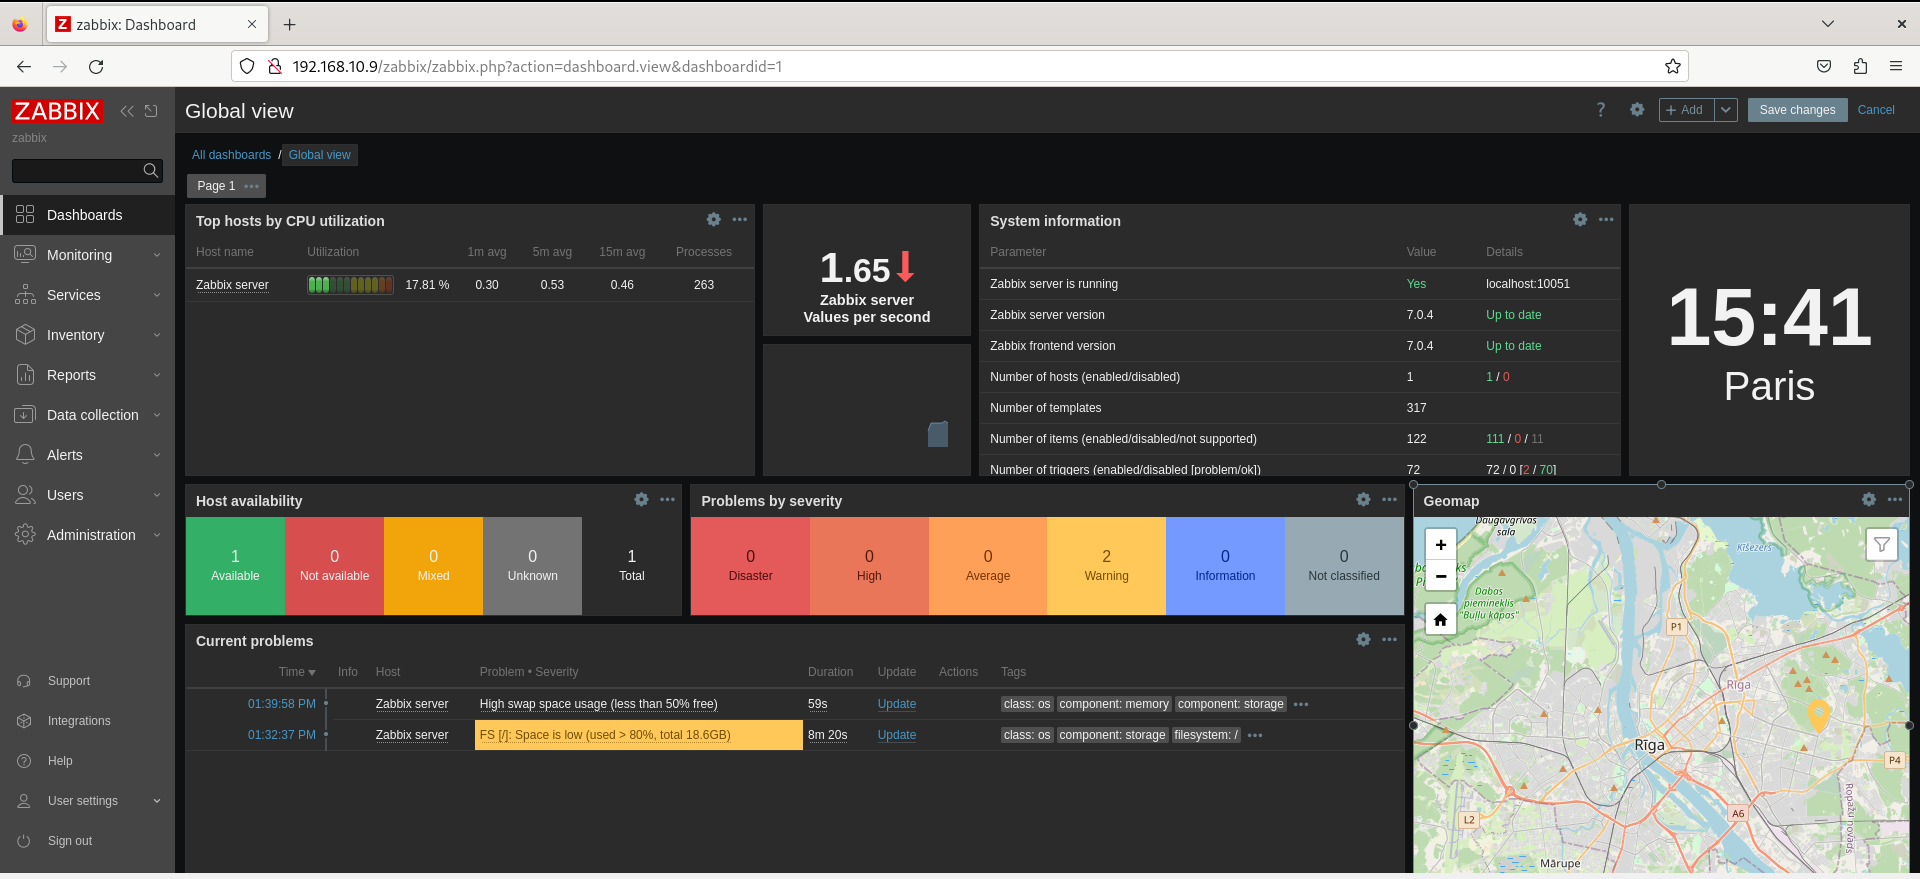 zabbix: Dashboard
192.168.10.9/zabbix/zabbix.php?action=dashboard.view&dashboardid=1
ZABBIX
zabbix
Dashboards
Monitoring
Services
Inventory
Reports
Data collection
Alerts
Users
Administration
Support
Integrations
Help
User settings
Sign out
Global view
? + Add Save changes Cancel
All dashboards / Global view
Page 1
Top hosts by CPU utilization
Host name Utilization 1m avg 5m avg 15m avg Processes
Zabbix server 17.81 % 0.30 0.53 0.46 263
1.65
Zabbix server
Values per second
System information
Parameter Value Details
Zabbix server is running Yes localhost:10051
Zabbix server version 7.0.4 Up to date
Zabbix frontend version 7.0.4 Up to date
Number of hosts (enabled/disabled) 1 1 / 0
Number of templates 317
Number of items (enabled/disabled/not supported) 122 111 / 0 / 11
Number of triggers (enabled/disabled [problem/ok]) 72 72 / 0 [2 / 70]
15:41
Paris
Host availability
1 0 0 0 1
Available Not available Mixed Unknown Total
Problems by severity
0 0 0 2 0 0
Disaster High Average Warning Information Not classified
Current problems
Time Info Host Problem • Severity Duration Update Actions Tags
01:39:58 PM Zabbix server High swap space usage (less than 50% free) 59s Update class: os component: memory component: storage
01:32:37 PM Zabbix server FS [/]: Space is low (used > 80%, total 18.6GB) 8m 20s Update class: os component: storage filesystem: /
Geomap
+
−
Daugavgrīvas
sala
Ķīšezers
Dabas
piemineklis
"Buļļu kāpas"
P1
Rīga
Rīga
P4
L2
A6
Ropažu novads
Mārupe